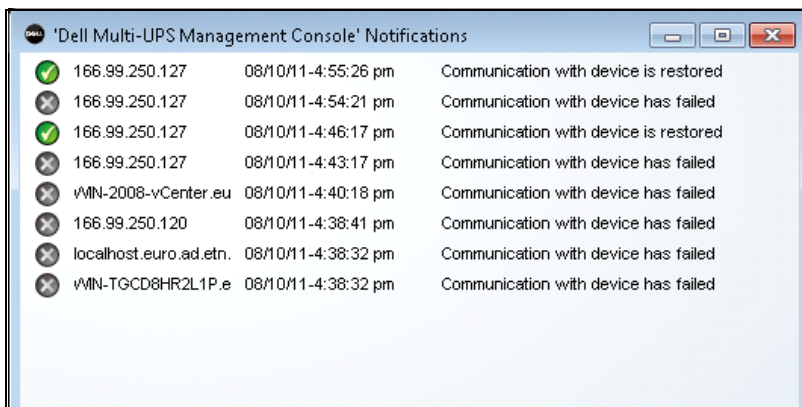 'Dell Multi-UPS Management Console' Notifications
166.99.250.127 08/10/11-4:55:26 pm Communication with device is restored
166.99.250.127 08/10/11-4:54:21 pm Communication with device has failed
166.99.250.127 08/10/11-4:46:17 pm Communication with device is restored
166.99.250.127 08/10/11-4:43:17 pm Communication with device has failed
WIN-2008-vCenter.eu 08/10/11-4:40:18 pm Communication with device has failed
166.99.250.120 08/10/11-4:38:41 pm Communication with device has failed
localhost.euro.ad.etn. 08/10/11-4:38:32 pm Communication with device has failed
WIN-TGCD8HR2L1P.e 08/10/11-4:38:32 pm Communication with device has failed